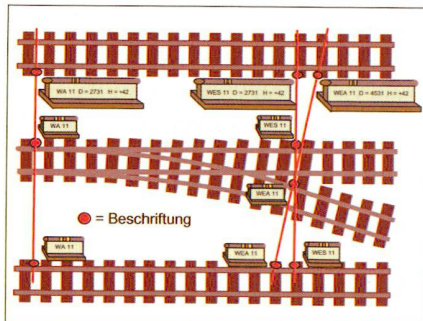 WA 11 D = 2731 H = +42
WES 11 D = 2731 H = +42
WEA 11 D = 4531 H = +42
WA 11
WES 11
WEA 11
= Beschriftung
WA 11
WEA 11
WES 11